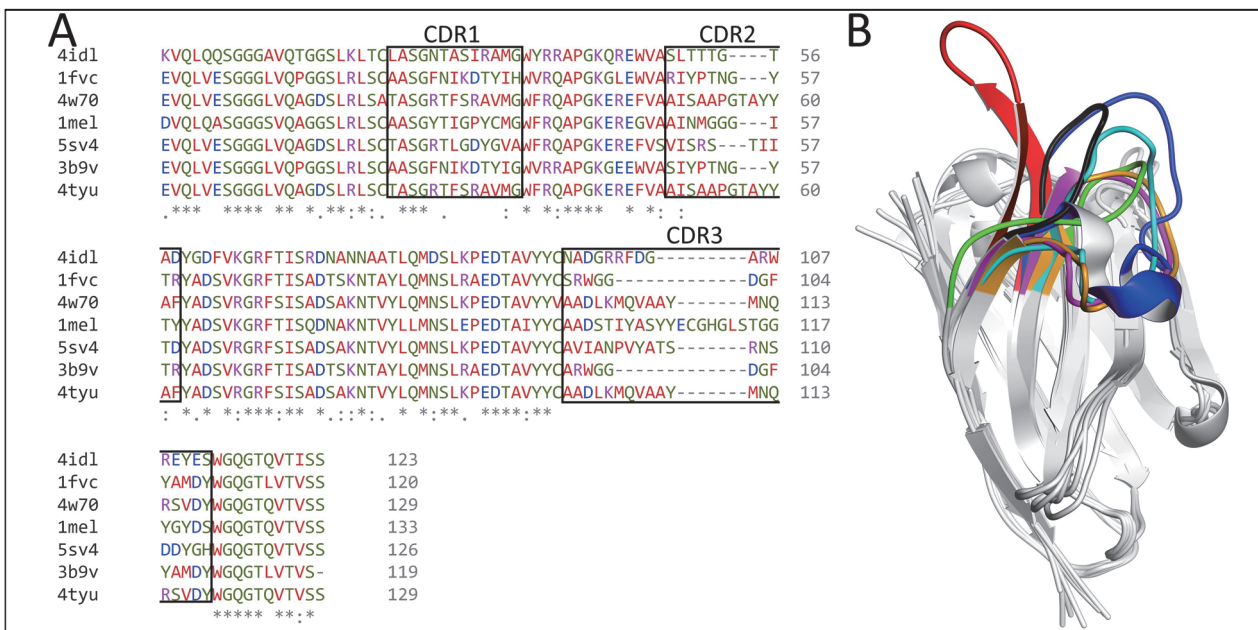 A
B
CDR1
CDR2
4idl KVQLQQSGGGAVQTGGSLKLTCLASGNTASIRAMGWYRRAPGKQREWVASLTTTG----T 56
1fvc EVQLVESGGGLVQPGGSLRLSCAASGFNIKDTYIHWVRQAPGKGLEWVARIYPTNG---Y 57
4w70 EVQLVESGGGLVQAGDSLRLSATASGRTFSRAVMGWFRQAPGKEREFVAAISAAPGTAYY 60
1mel DVQLQASGGGSVQAGGSLRLSCAASGYTIGPYCMGWFRQAPGKEREGVAAINMGGG---I 57
5sv4 EVQLVESGGGLVQAGDSLRLSCTASGRTLGDYGVAWFRQAPGKEREFVSVISRS---TII 57
3b9v EVQLVESGGGLVQPGGSLRLSCAASGFNIKDTYIGWVRRAPGKGEEWVASIYPTNG---Y 57
4tyu EVQLVESGGGLVQAGDSLRLSCTASGRTFSRAVMGWFRQAPGKEREFVAAISAAPGTAYY 60
.*** **** ** *.**:*:. *** . : * *:**** * *: :
CDR3
4idl ADYGDFVKGRFTISRDNANNAATLQMDSLKPEDTAVYYCNADGRRFDG---------ARW 107
1fvc TRYADSVKGRFTISADTSKNTAYLQMNSLRAEDTAVYYCSRWGG-------------DGF 104
4w70 AFYADSVRGRFSISADSAKNTVYLQMNSLKPEDTAVYYVAADLKMQVAAY-------MNQ 113
1mel TYYADSVKGRFTISQDNAKNTVYLLMNSLEPEDTAIYYCAADSTIYASYYECGHGLSTGG 117
5sv4 TDYADSVRGRFSISADSAKNTVYLQMNSLKPEDTAVYYCAVIANPVYATS-------RNS 110
3b9v TRYADSVKGRFTISADTSKNTAYLQMNSLRAEDTAVYYCARWGG-------------DGF 104
4tyu AFYADSVRGRFSISADSAKNTVYLQMNSLKPEDTAVYYCAADLKMQVAAY-------MNQ 113
: *.* *:***:** *.::*:. * *:**. ****:**
4idl REYESWGQGTQVTISS 123
1fvc YAMDYWGQGTLVTVSS 120
4w70 RSVDYWGQGTQVTVSS 129
1mel YGYDSWGQGTQVTVSS 133
5sv4 DDYGHWGQGTQVTVSS 126
3b9v YAMDYWGQGTLVTVS- 119
4tyu RSVDYWGQGTQVTVSS 129
***** **:*